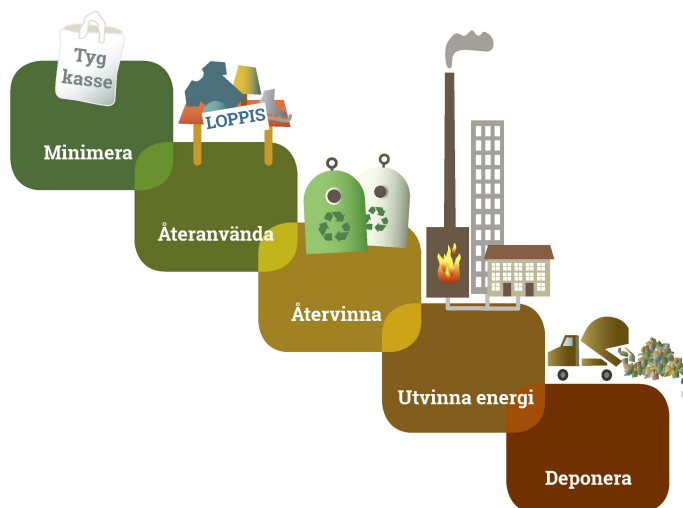 Tyg
kasse
Minimera
LOPPIS
Återanvända
Återvinna
Utvinna energi
Deponera